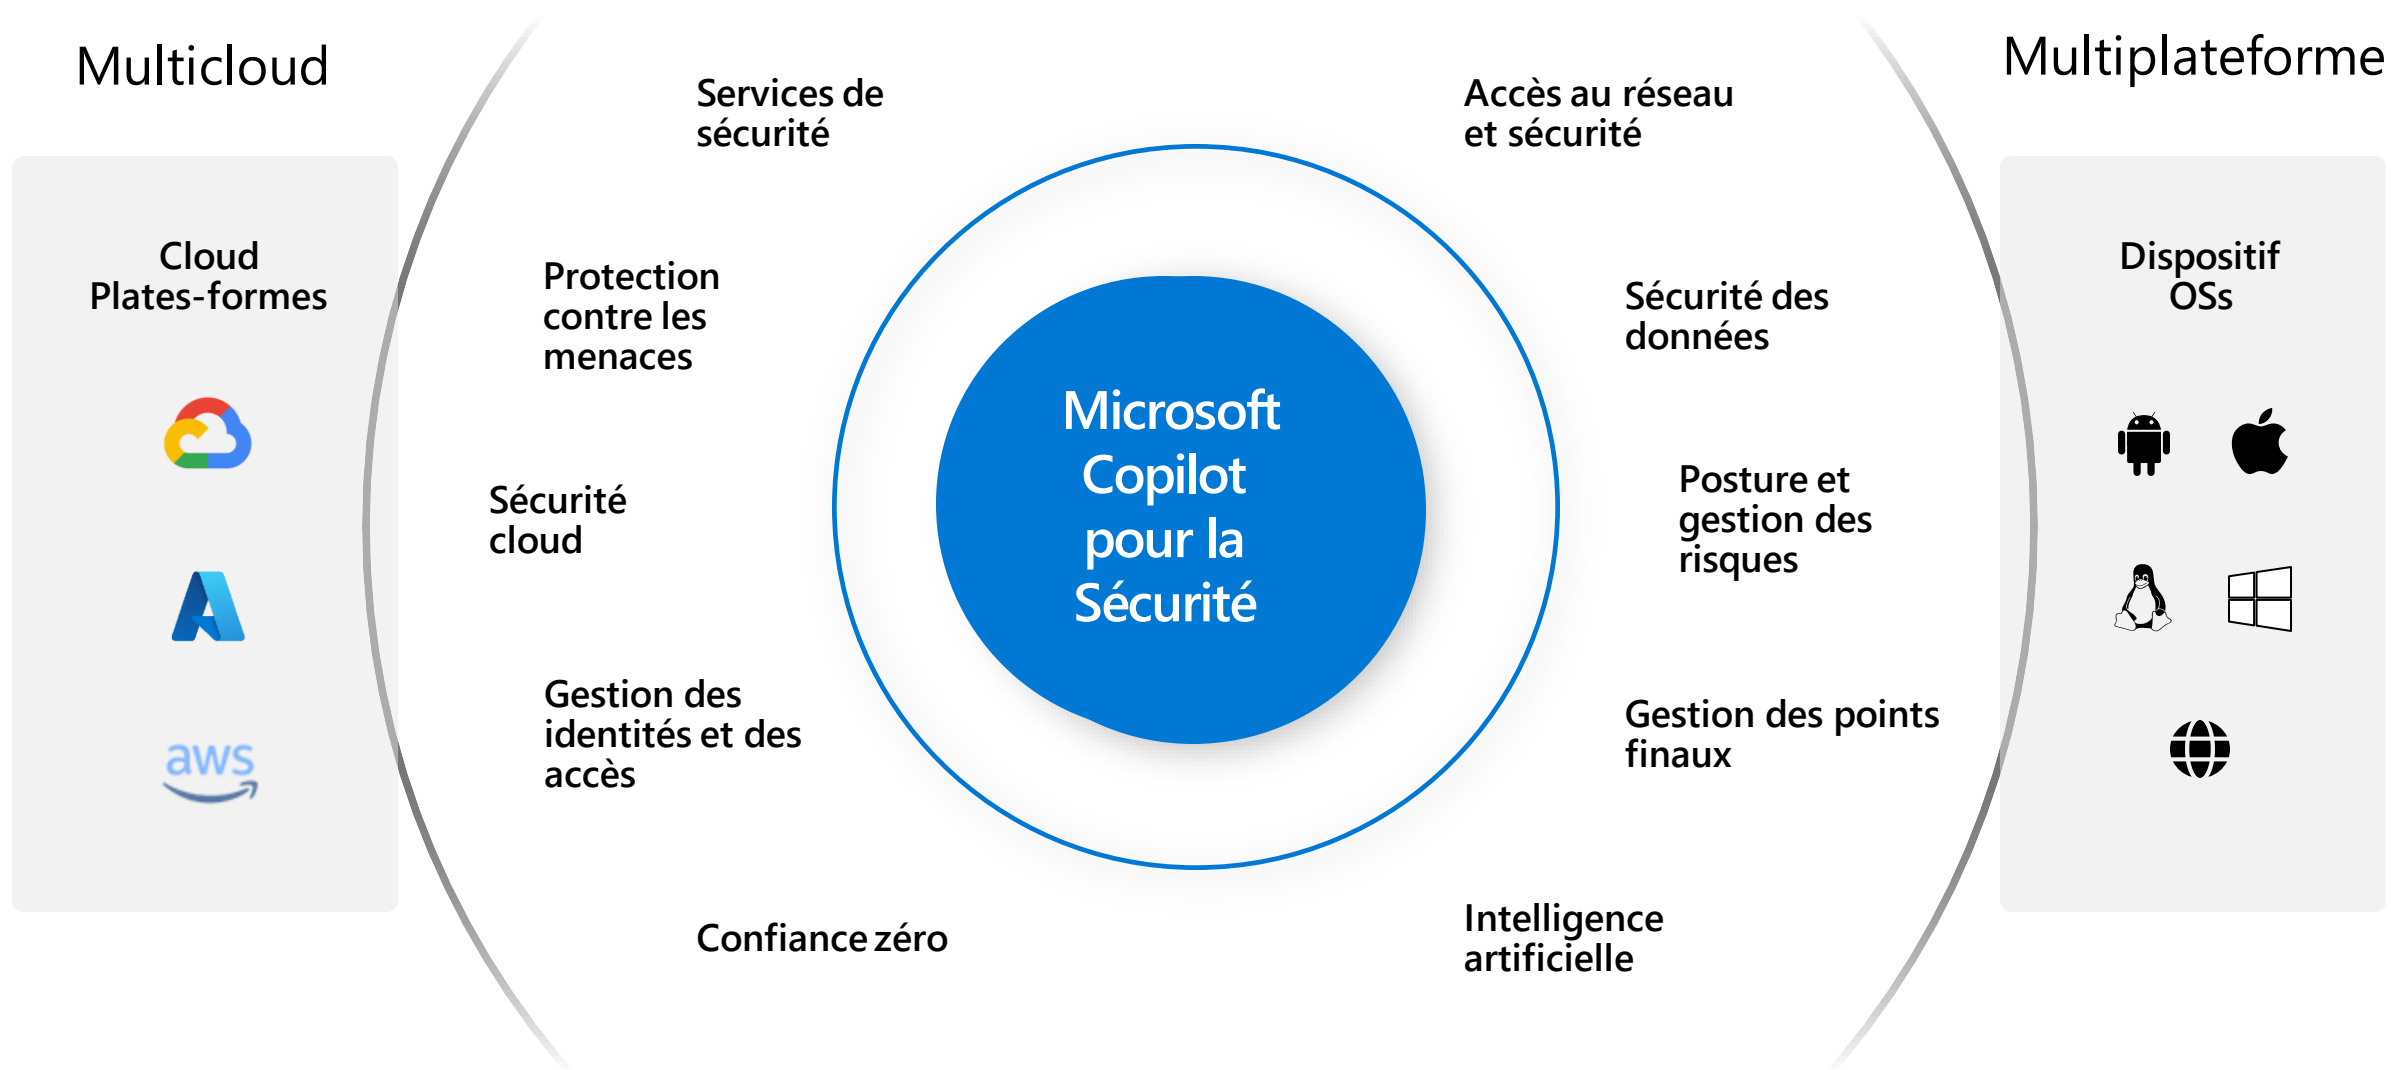 Multicloud
Cloud
Plates-formes
aws
Services de
sécurité
Protection
contre les
menaces
Sécurité
cloud
Gestion des
identités et des
accès
Confiance zéro
Microsoft
Copilot
pour la
Sécurité
Accès au réseau
et sécurité
Sécurité des
données
Posture et
gestion des
risques
Gestion des points
finaux
Intelligence
artificielle
Multiplateforme
Dispositif
OSs